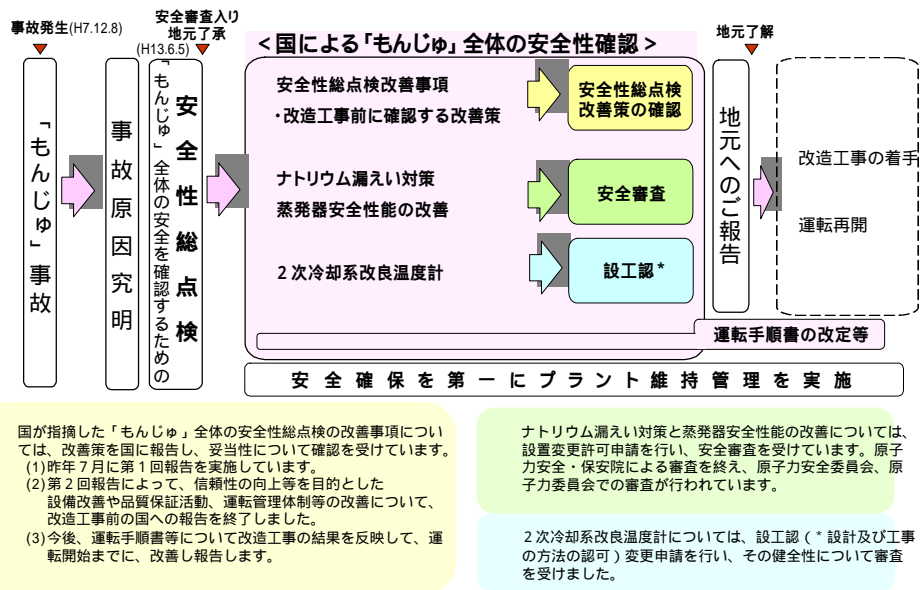 事故発生(H7.12.8)
安全審査入り
地元了承
(H13.6.5)
地元了解
「もんじゅ」事故
事故原因究明
「もんじゅ」全体の安全を確認するための
安全性総点検
<国による「もんじゅ」全体の安全性確認>
安全性総点検改善事項
・改造工事前に確認する改善策
安全性総点検
改善策の確認
ナトリウム漏えい対策
蒸発器安全性能の改善
安全審査
2次冷却系改良温度計
設工認*
地元へのご報告
改造工事の着手
運転再開
運転手順書の改定等
安全確保を第一にプラント維持管理を実施
国が指摘した「もんじゅ」全体の安全性総点検の改善事項につい
ては、改善策を国に報告し、妥当性について確認を受けています。
(1)昨年7月に第1回報告を実施しています。
(2)第2回報告によって、信頼性の向上等を目的とした
設備改善や品質保証活動、運転管理体制等の改善について、
改造工事前の国への報告を終了しました。
(3)今後、運転手順書等について改造工事の結果を反映して、運
転開始までに、改善し報告します。
ナトリウム漏えい対策と蒸発器安全性能の改善については、
設置変更許可申請を行い、安全審査を受けています。原子
力安全・保安院による審査を終え、原子力安全委員会、原
子力委員会での審査が行われています。
2次冷却系改良温度計については、設工認(*設計及び工事
の方法の認可)変更申請を行い、その健全性について審査
を受けました。